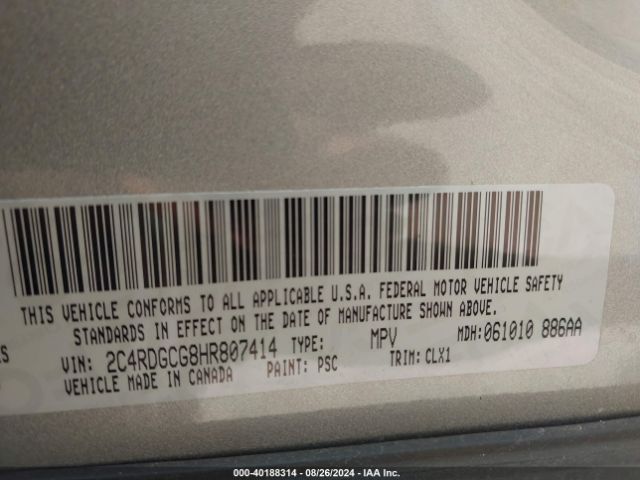 THIS VEHICLE CONFORMS TO ALL APPLICABLE U.S.A. FEDERAL MOTOR VEHICLE SAFETY
STANDARDS IN EFFECT ON THE DATE OF MANUFACTURE SHOWN ABOVE.
MDH: 061010 886AA
VIN: 2C4RDGCG8HR807414 TYPE: MPV
VEHICLE MADE IN CANADA PAINT: PSC TRIM: CLX1
000-40188314 / 08/26/2024 / IAA Inc.